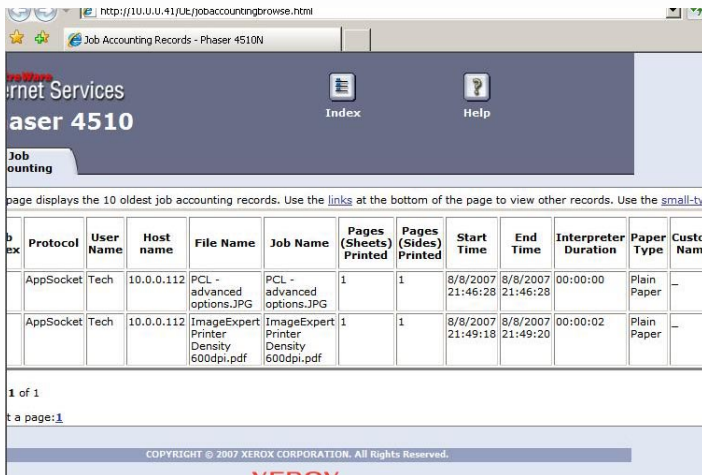 http://10.0.0.41/UE/jobaccountingbrowse.html
Job Accounting Records - Phaser 4510N
ernet Services
aser 4510
Index
Help
Job
ounting
page displays the 10 oldest job accounting records. Use the links at the bottom of the page to view other records. Use the small-ty
b
ex
Protocol
User
Name
Host
name
File Name
Job Name
Pages
(Sheets)
Printed
Pages
(Sides)
Printed
Start
Time
End
Time
Interpreter
Duration
Paper
Type
Custo
Nam
AppSocket
Tech
10.0.0.112
PCL -
advanced
options.JPG
PCL -
advanced
options.JPG
1
1
8/8/2007
21:46:28
8/8/2007
21:46:28
00:00:00
Plain
Paper
_
AppSocket
Tech
10.0.0.112
ImageExpert
Printer
Density
600dpi.pdf
ImageExpert
Printer
Density
600dpi.pdf
1
1
8/8/2007
21:49:18
8/8/2007
21:49:20
00:00:02
Plain
Paper
_
1 of 1
t a page:1
COPYRIGHT © 2007 XEROX CORPORATION. All Rights Reserved.
XEROX